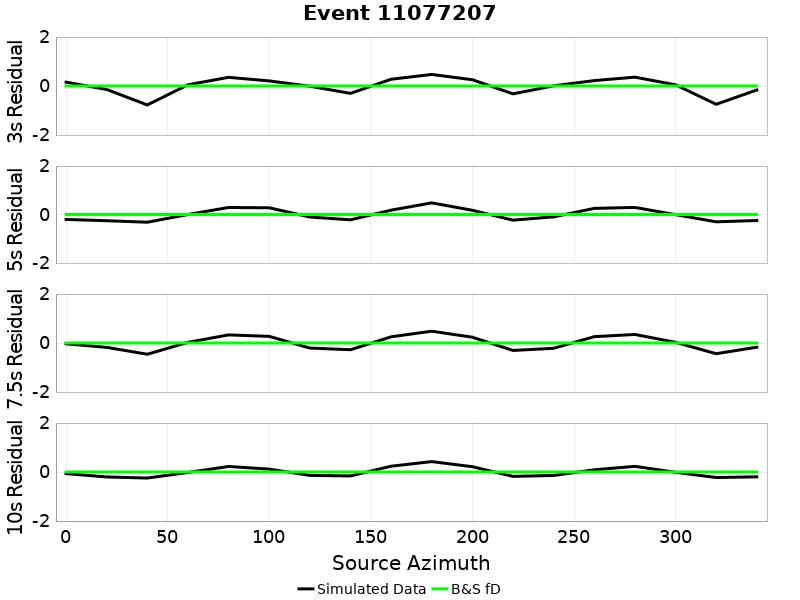 Event 11077207
3s Residual
2
0
-2
5s Residual
2
0
-2
7.5s Residual
2
0
-2
10s Residual
2
0
-2
0 50 100 150 200 250 300
Source Azimuth
Simulated Data B&S fD